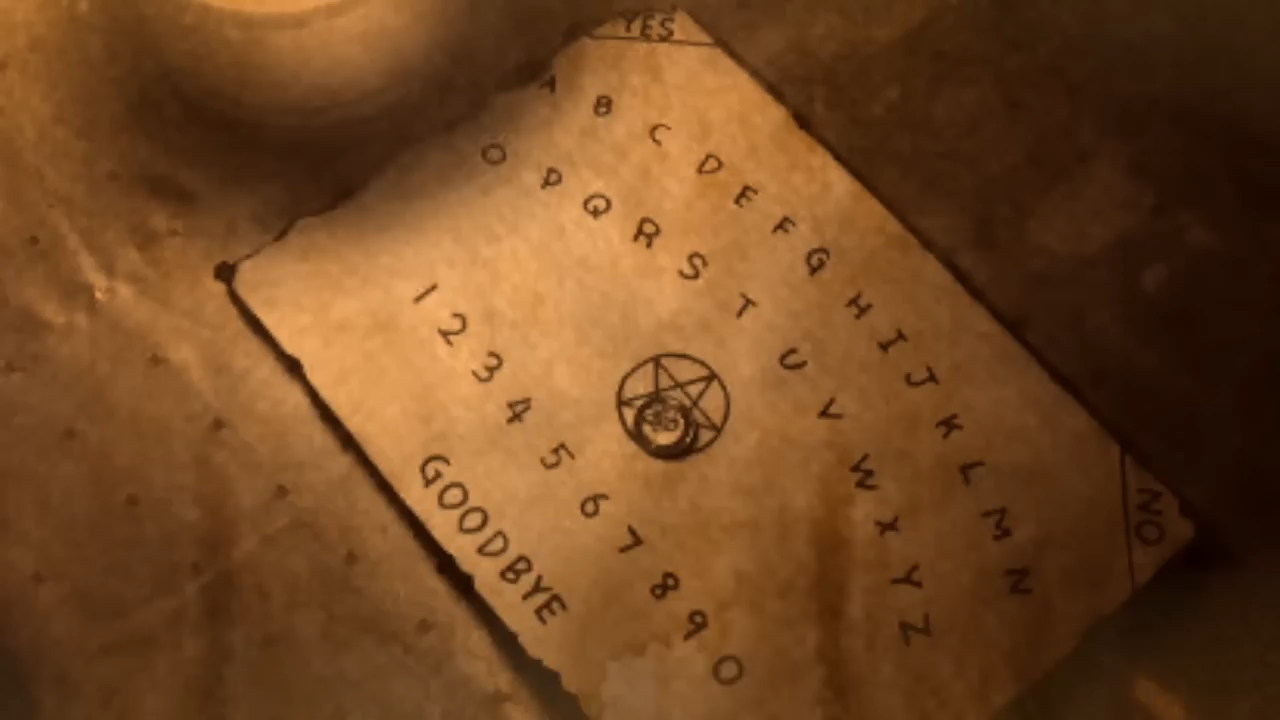 YES
NO
A B C D E F G H I J K L M N
O P Q R S T U V W X Y Z
1 2 3 4 5 6 7 8 9 0
GOODBYE